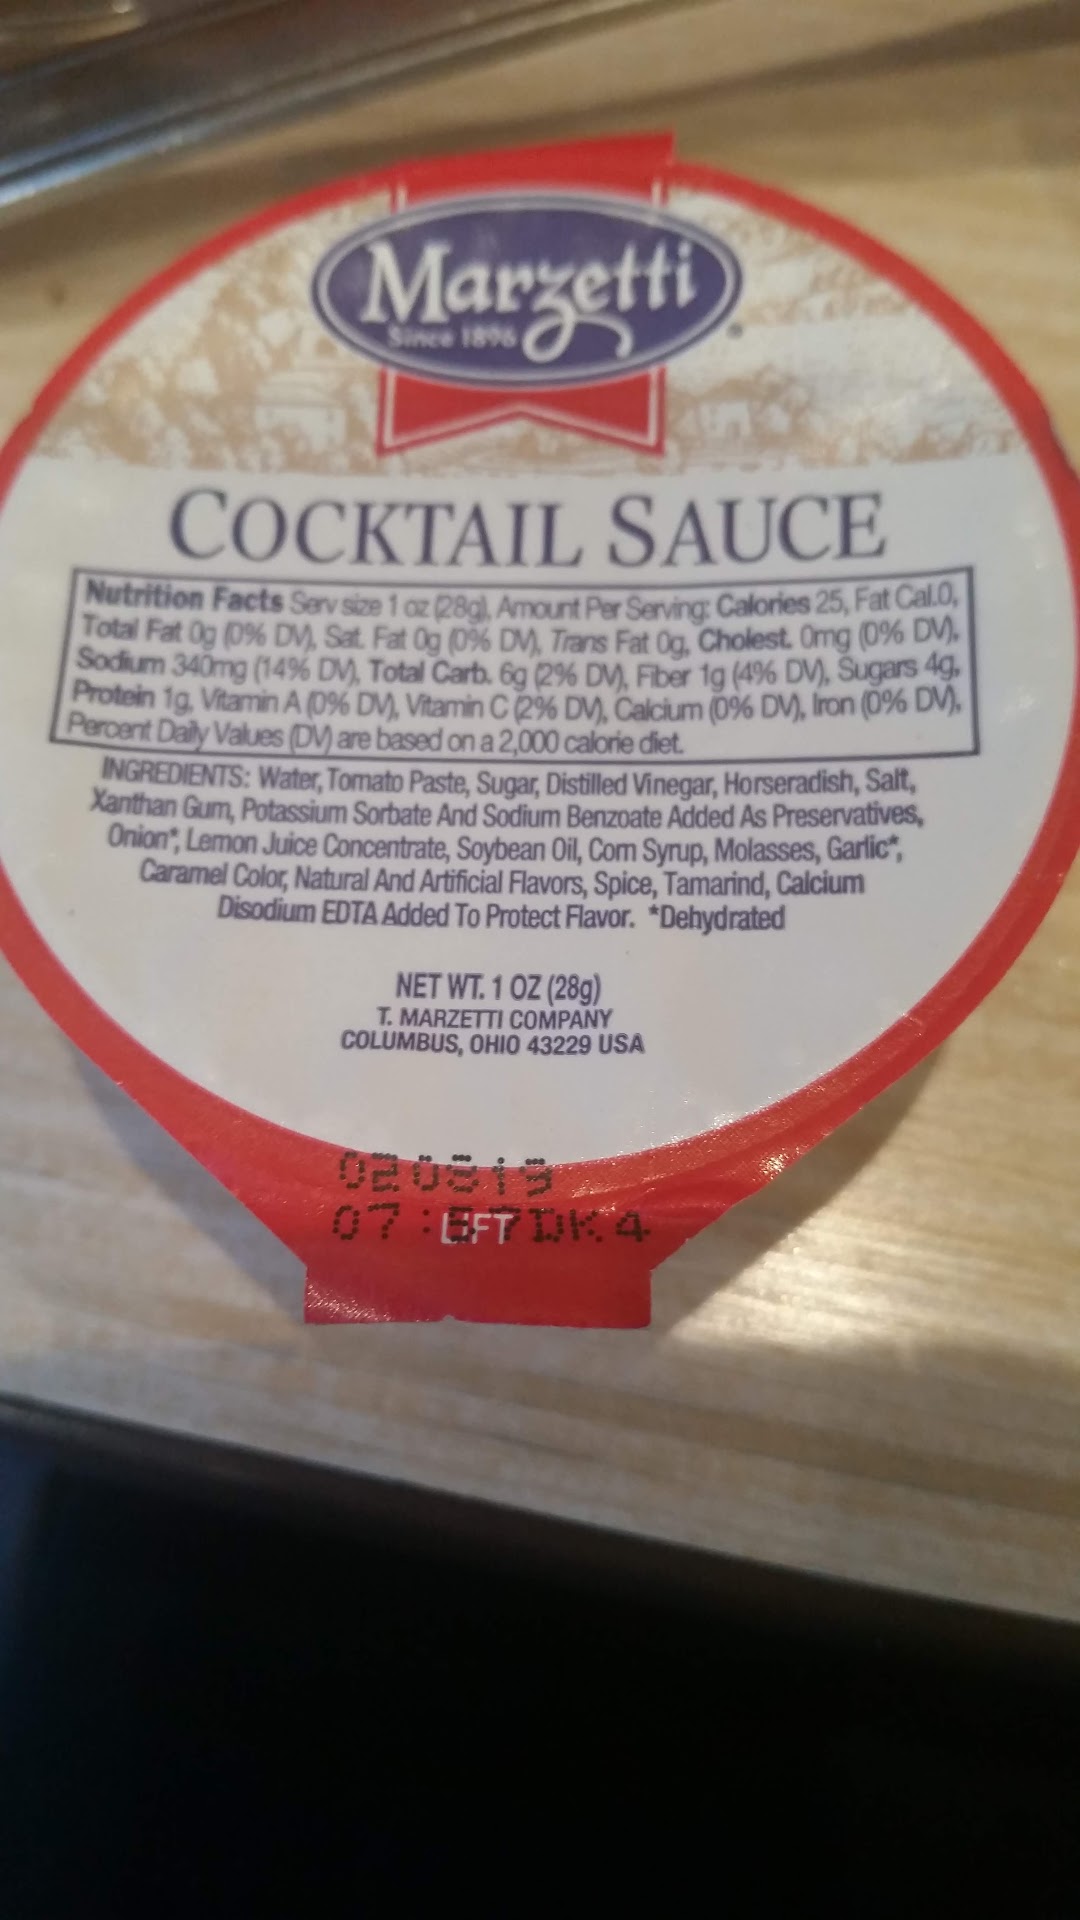 Marzetti
Since 1896
COCKTAIL SAUCE
Nutrition Facts Serv size 1 oz (28g), Amount Per Serving: Calories 25, Fat Cal.0,
Total Fat 0g (0% DV), Sat. Fat 0g (0% DV), Trans Fat 0g, Cholest. 0mg (0% DV),
Sodium 340mg (14% DV), Total Carb. 6g (2% DV), Fiber 1g (4% DV), Sugars 4g,
Protein 1g, Vitamin A (0% DV), Vitamin C (2% DV), Calcium (0% DV), Iron (0% DV),
Percent Daily Values (DV) are based on a 2,000 calorie diet.
INGREDIENTS: Water, Tomato Paste, Sugar, Distilled Vinegar, Horseradish, Salt,
Xanthan Gum, Potassium Sorbate And Sodium Benzoate Added As Preservatives,
Onion*, Lemon Juice Concentrate, Soybean Oil, Corn Syrup, Molasses, Garlic*,
Caramel Color, Natural And Artificial Flavors, Spice, Tamarind, Calcium
Disodium EDTA Added To Protect Flavor. *Dehydrated
NET WT. 1 OZ (28g)
T. MARZETTI COMPANY
COLUMBUS, OHIO 43229 USA
LIFT